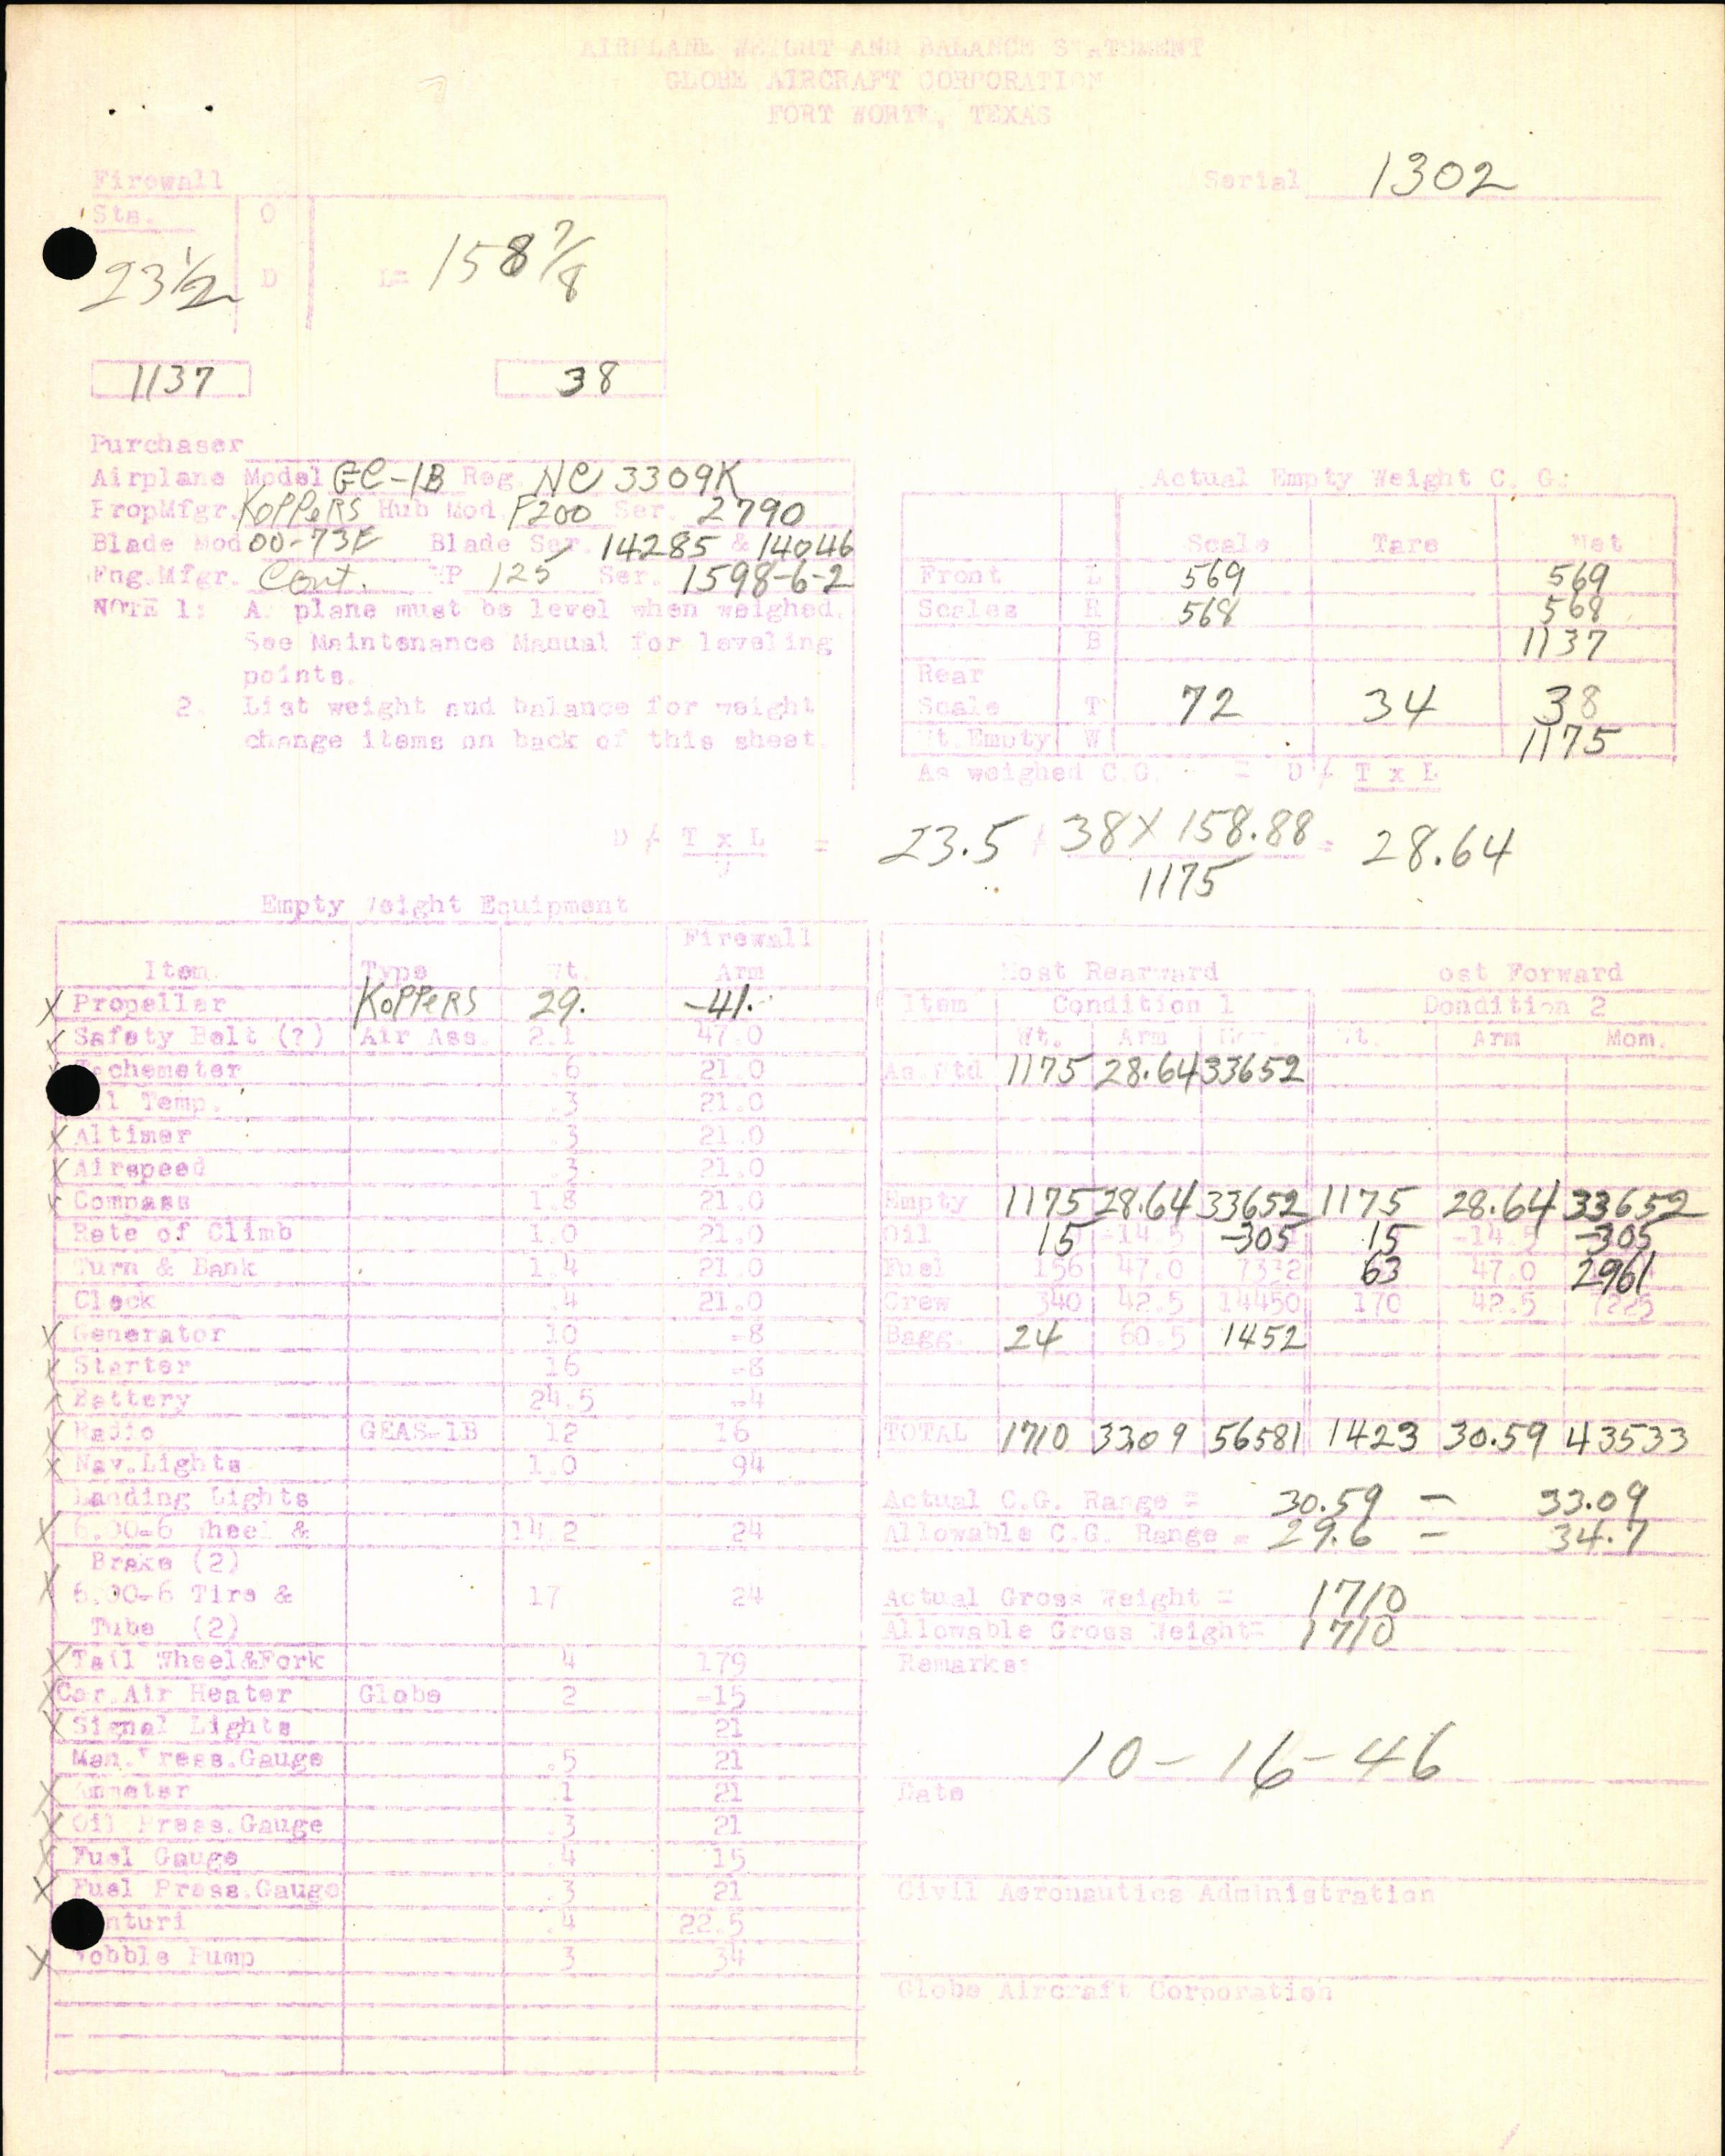 AIRPLANE WEIGHT AND BALANCE STATEMENT
GLOBE AIRCRAFT CORPORATION
FORT WORTH, TEXAS
Serial 1302
Firewall
Sta. O
23 1/2 D L= 158 7/8
1137 38
Purchaser
Airplane Model GC-1B Reg. NC 3309K
PropMfgr. KOPPERS Hub Mod F200 Ser. 2790
Blade Mod 00-73E Blade Ser. 14285 & 14046
Eng.Mfgr. Cont. HP 125 Ser. 1598-6-2
NOTE 1: A plane must be level when weighed.
See Maintenance Manual for leveling
points.
2. List weight and balance for weight
change items on back of this sheet.
Actual Empty Weight C. G.:
Scale Tare Net
Front L 569 569
Scales R 568 568
B 1137
Rear
Scale T 72 34 38
Wt.Empty W 1175
As weighed C.G. = D / T x L
D / T x L = 23.5 / 38 X 158.88 = 28.64
1175
Empty Weight Equipment
Firewall
Item Type Wt. Arm
X Propeller KOPPERS 29. -41.
X Safety Belt (?) Air Ass. 2.1 47.0
Tachometer .6 21.0
Oil Temp. .3 21.0
X Altimer .3 21.0
X Airspeed .3 21.0
X Compass 1.8 21.0
Rate of Climb 1.0 21.0
Turn & Bank 1.4 21.0
Clock .4 21.0
X Generator 10 -8
X Starter 16 -8
X Battery 24.5 -4
X Radio GEAS-1B 12 16
X Nav.Lights 1.0 94
Landing Lights
X 6.00-6 Wheel & 14.2 24
Brake (2)
X 6.00-6 Tire & 17 24
Tube (2)
X Tail Wheel&Fork 4 179
X Car.Air Heater Globe 2 -15
X Signal Lights 21
Man.Press.Gauge .5 21
X Ammeter .1 21
X Oil Press.Gauge .3 21
X Fuel Gauge .4 15
X Fuel Press.Gauge .3 21
Venturi .4 22.5
X Wobble Pump 3 34
Most Rearward Most Forward
Item Condition 1 Dondition 2
Wt. Arm Mom. Wt. Arm Mom.
As Wtd 1175 28.64 33652
Empty 1175 28.64 33652 1175 28.64 33652
Oil 15 -14.5 -305 15 -14.5 -305
Fuel 156 47.0 7332 63 47.0 2961
Crew 340 42.5 14450 170 42.5 7225
Bagg. 24 60.5 1452
TOTAL 1710 33.09 56581 1423 30.59 43533
Actual C.G. Range = 30.59 - 33.09
Allowable C.G. Range = 29.6 - 34.7
Actual Gross Weight = 1710
Allowable Gross Weight= 1710
Remarks:
10-16-46
Date
Civil Aeronautics Administration
Globe Aircraft Corporation